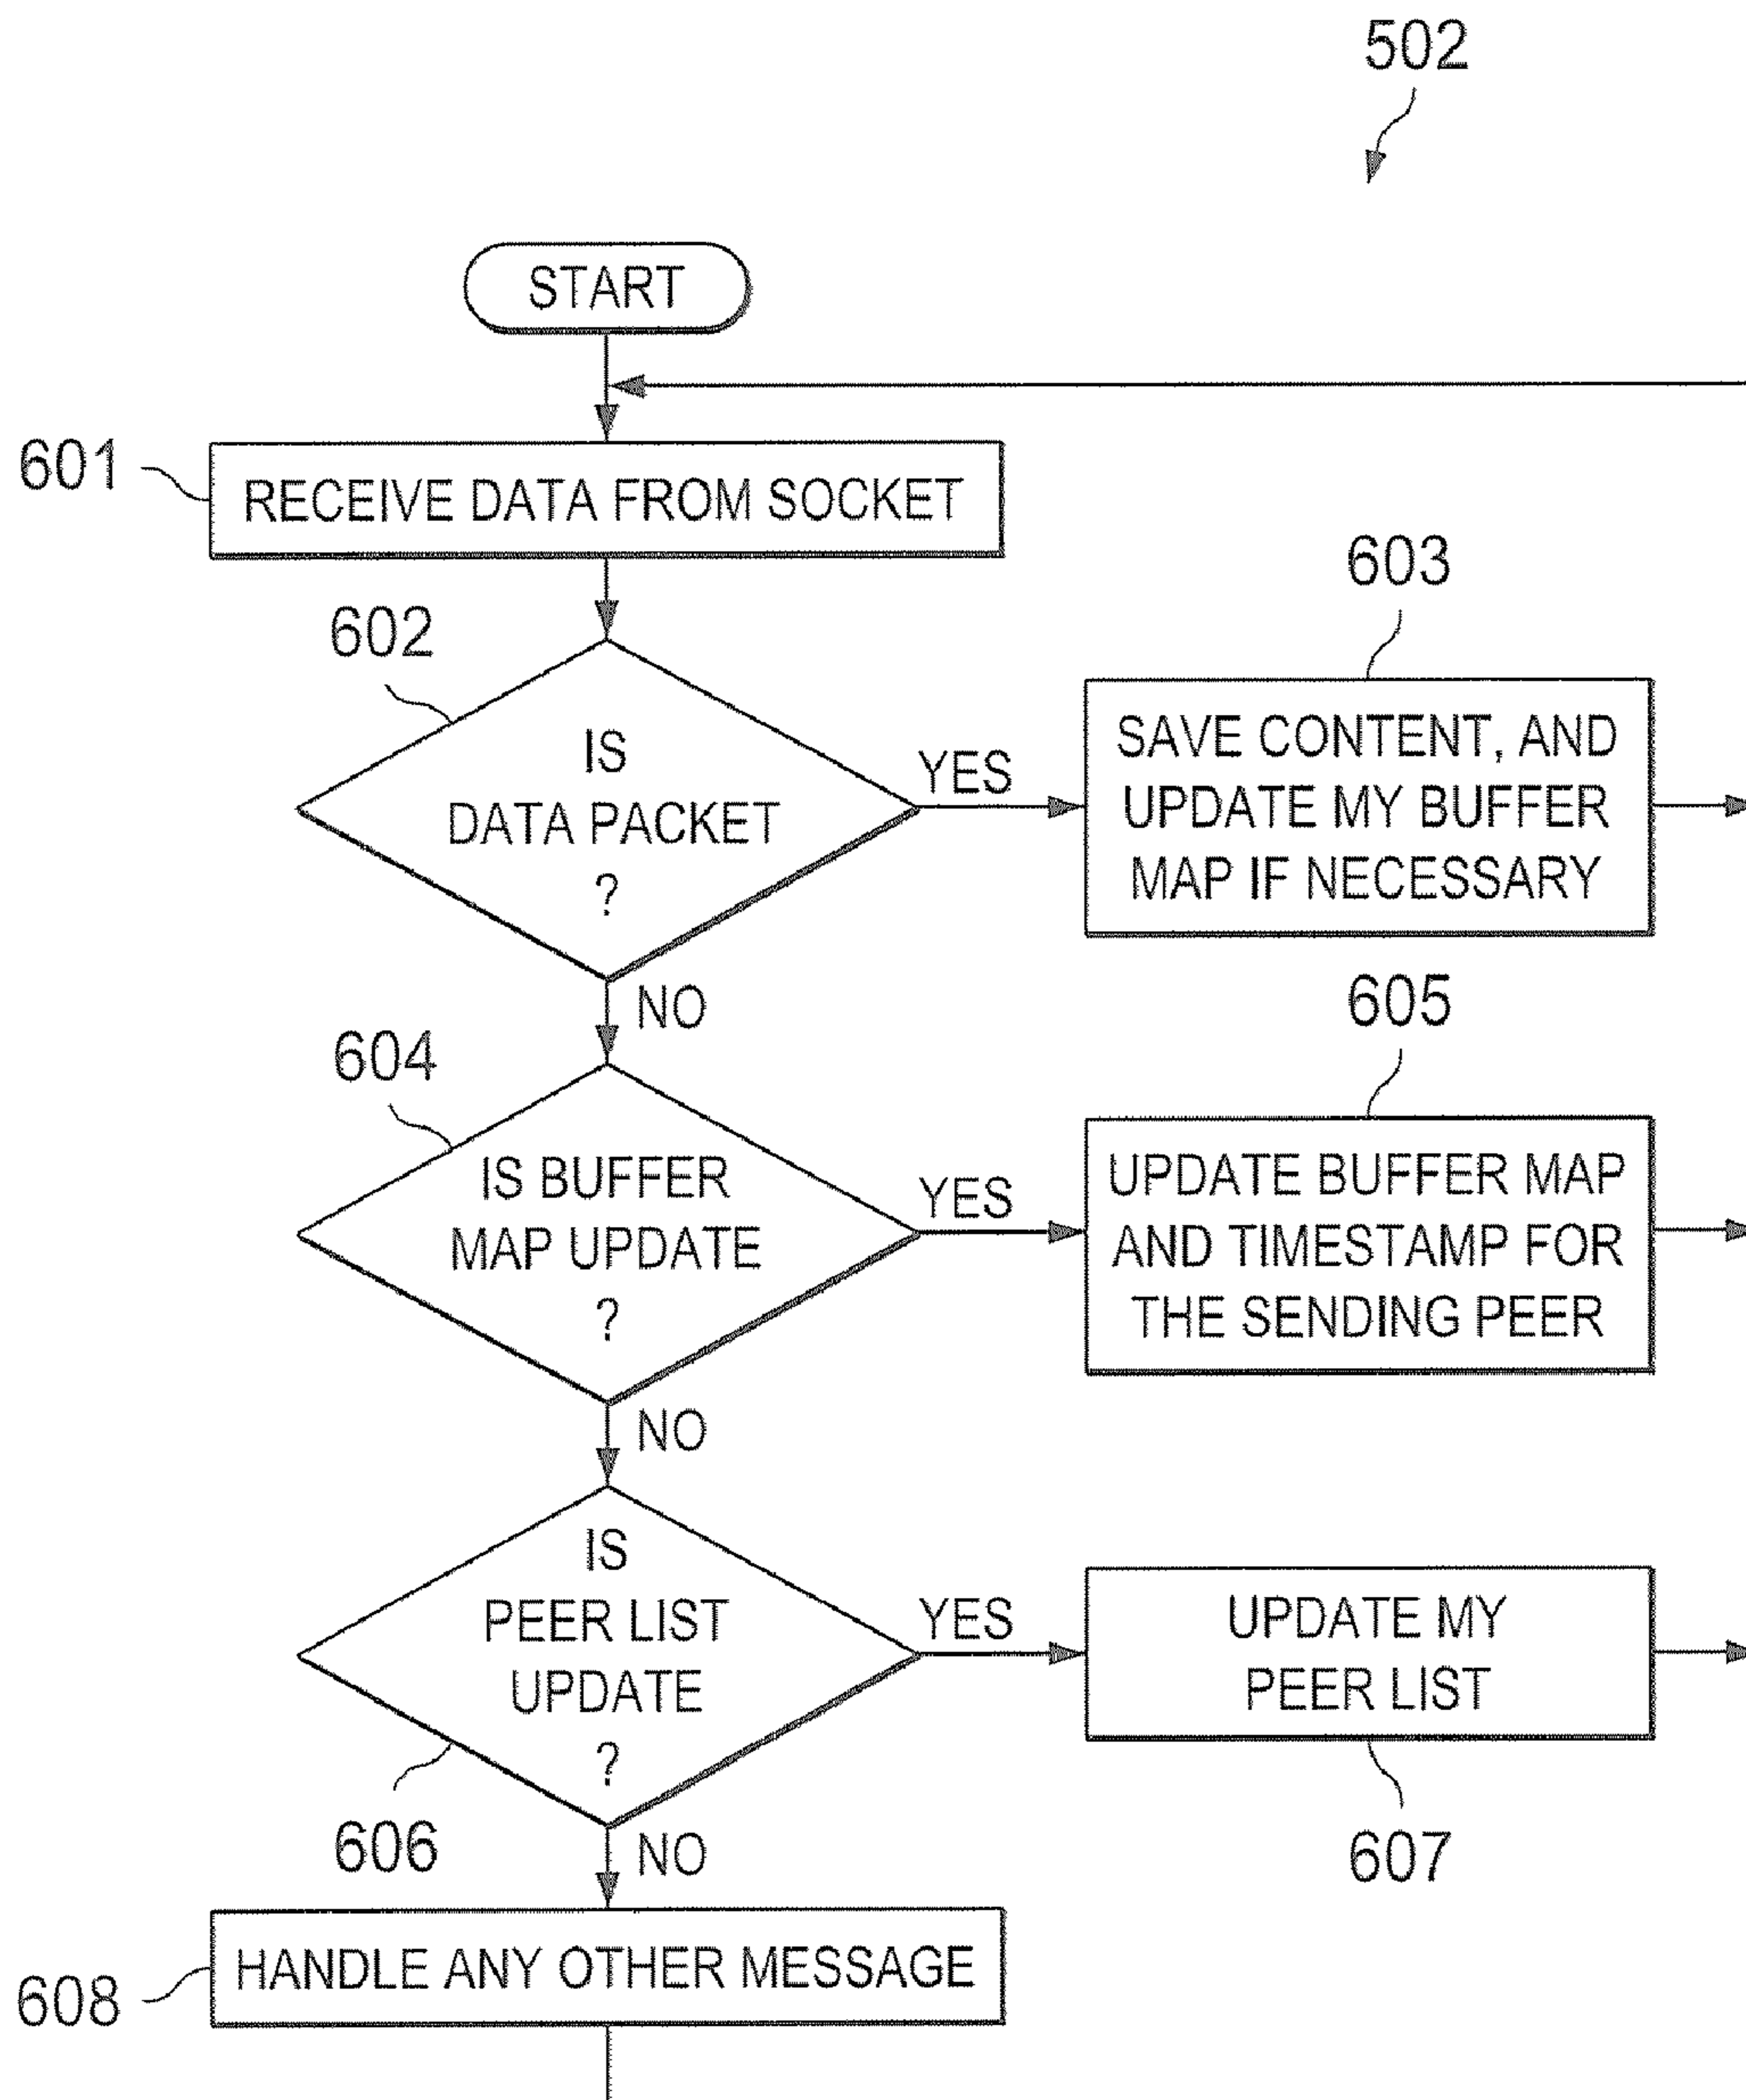 502
START
601
RECEIVE DATA FROM SOCKET
602
603
IS
DATA PACKET
?
YES
SAVE CONTENT, AND
UPDATE MY BUFFER
MAP IF NECESSARY
NO
604
605
IS BUFFER
MAP UPDATE
?
YES
UPDATE BUFFER MAP
AND TIMESTAMP FOR
THE SENDING PEER
NO
IS
PEER LIST
UPDATE
?
YES
UPDATE MY
PEER LIST
606
607
NO
HANDLE ANY OTHER MESSAGE
608